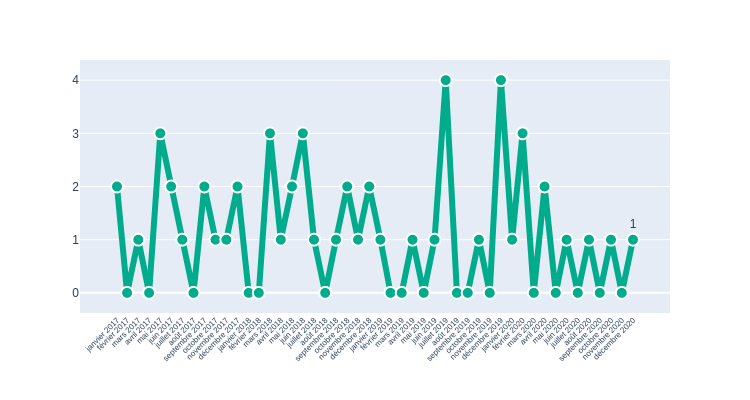 4
3
2
1
0
1
janvier 2017
février 2017
mars 2017
avril 2017
mai 2017
juin 2017
juillet 2017
août 2017
septembre 2017
octobre 2017
novembre 2017
décembre 2017
janvier 2018
février 2018
mars 2018
avril 2018
mai 2018
juin 2018
juillet 2018
août 2018
septembre 2018
octobre 2018
novembre 2018
décembre 2018
janvier 2019
février 2019
mars 2019
avril 2019
mai 2019
juin 2019
juillet 2019
août 2019
septembre 2019
octobre 2019
novembre 2019
décembre 2019
janvier 2020
février 2020
mars 2020
avril 2020
mai 2020
juin 2020
juillet 2020
août 2020
septembre 2020
octobre 2020
novembre 2020
décembre 2020